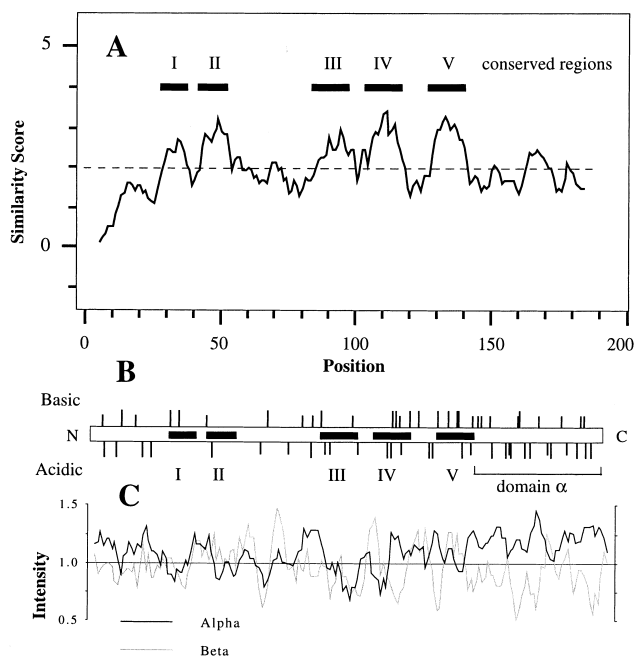 A
5
I II III IV V conserved regions
Similarity Score
0
0 50 100 150 200
Position
B
Basic
N C
Acidic
I II III IV V
domain α
C
1.5
1.0
0.5
Intensity
Alpha
Beta